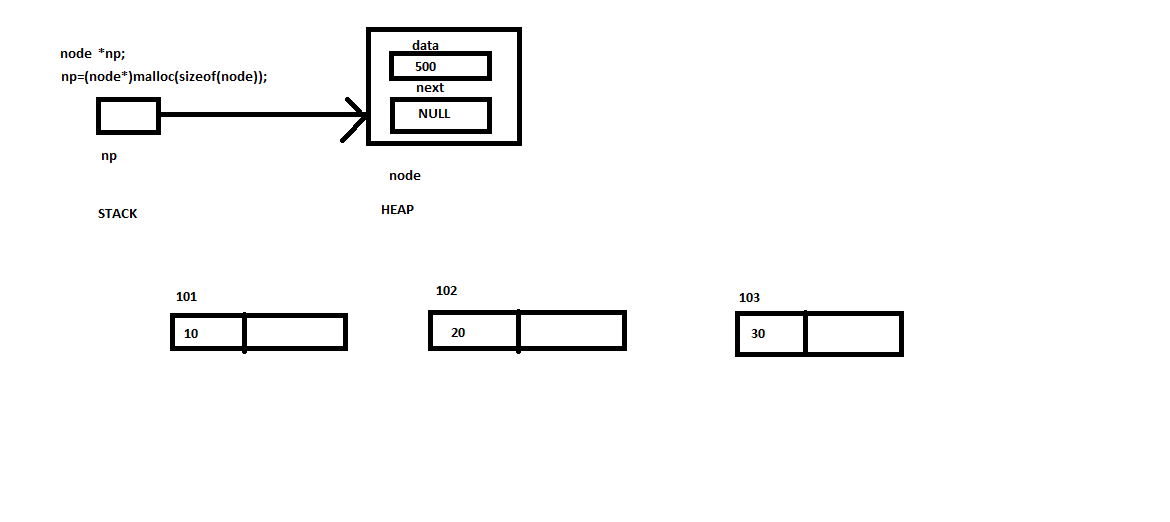 node *np;
np=(node*)malloc(sizeof(node));
np
STACK
data
500
next
NULL
node
HEAP
101
10
102
20
103
30